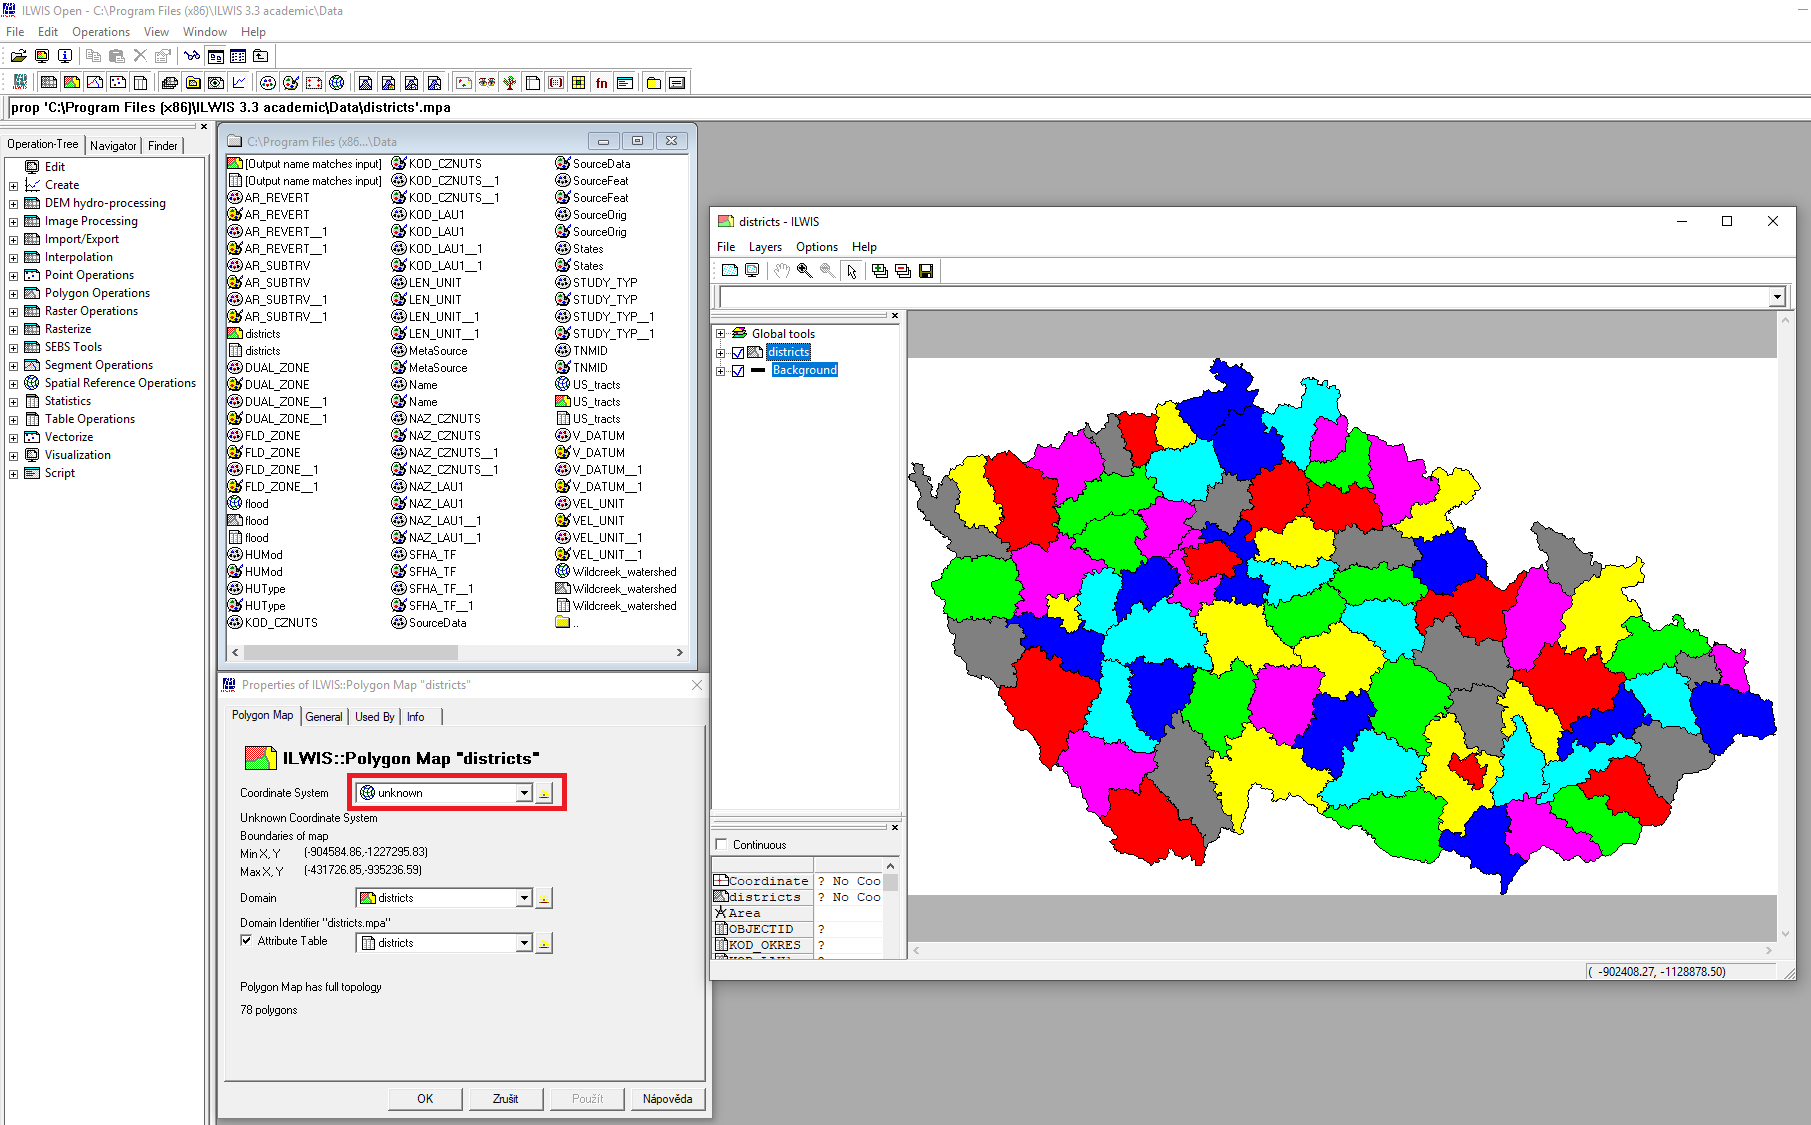 ILWIS Open - C:\Program Files (x86)\ILWIS 3.3 academic\Data
File Edit Operations View Window Help
fn
prop 'C:\Program Files (x86)\ILWIS 3.3 academic\Data\districts'.mpa
Operation-Tree Navigator Finder
Edit
Create
DEM hydro-processing
Image Processing
Import/Export
Interpolation
Point Operations
Polygon Operations
Raster Operations
Rasterize
SEBS Tools
Segment Operations
Spatial Reference Operations
Statistics
Table Operations
Vectorize
Visualization
Script
C:\Program Files (x86...\Data
[Output name matches input]
[Output name matches input]
AR_REVERT
AR_REVERT
AR_REVERT__1
AR_REVERT__1
AR_SUBTRV
AR_SUBTRV
AR_SUBTRV__1
AR_SUBTRV__1
districts
districts
DUAL_ZONE
DUAL_ZONE
DUAL_ZONE__1
DUAL_ZONE__1
FLD_ZONE
FLD_ZONE
FLD_ZONE__1
FLD_ZONE__1
flood
flood
flood
HUMod
HUMod
HUType
HUType
KOD_CZNUTS
KOD_CZNUTS
KOD_CZNUTS__1
KOD_CZNUTS__1
KOD_LAU1
KOD_LAU1
KOD_LAU1__1
KOD_LAU1__1
LEN_UNIT
LEN_UNIT
LEN_UNIT__1
LEN_UNIT__1
MetaSource
MetaSource
Name
Name
NAZ_CZNUTS
NAZ_CZNUTS
NAZ_CZNUTS__1
NAZ_CZNUTS__1
NAZ_LAU1
NAZ_LAU1
NAZ_LAU1__1
NAZ_LAU1__1
SFHA_TF
SFHA_TF
SFHA_TF__1
SFHA_TF__1
SourceData
SourceData
SourceFeat
SourceFeat
SourceOrig
SourceOrig
States
States
STUDY_TYP
STUDY_TYP
STUDY_TYP__1
STUDY_TYP__1
TNMID
TNMID
US_tracts
US_tracts
US_tracts
V_DATUM
V_DATUM
V_DATUM__1
V_DATUM__1
VEL_UNIT
VEL_UNIT
VEL_UNIT__1
VEL_UNIT__1
Wildcreek_watershed
Wildcreek_watershed
Wildcreek_watershed
..
Properties of ILWIS::Polygon Map "districts"
Polygon Map General Used By Info
ILWIS::Polygon Map "districts"
Coordinate System unknown
Unknown Coordinate System
Boundaries of map
Min X, Y (-904584.86,-1227295.83)
Max X, Y (-431726.85,-935236.59)
Domain districts
Domain Identifier "districts.mpa"
Attribute Table districts
Polygon Map has full topology
78 polygons
OK Zrušit Použít Nápověda
districts - ILWIS
File Layers Options Help
Global tools
districts
Background
Continuous
Coordinate ? No Coo
districts ? No Coo
Area
OBJECTID ?
KOD_OKRES ?
( -902408.27, -1128878.50)